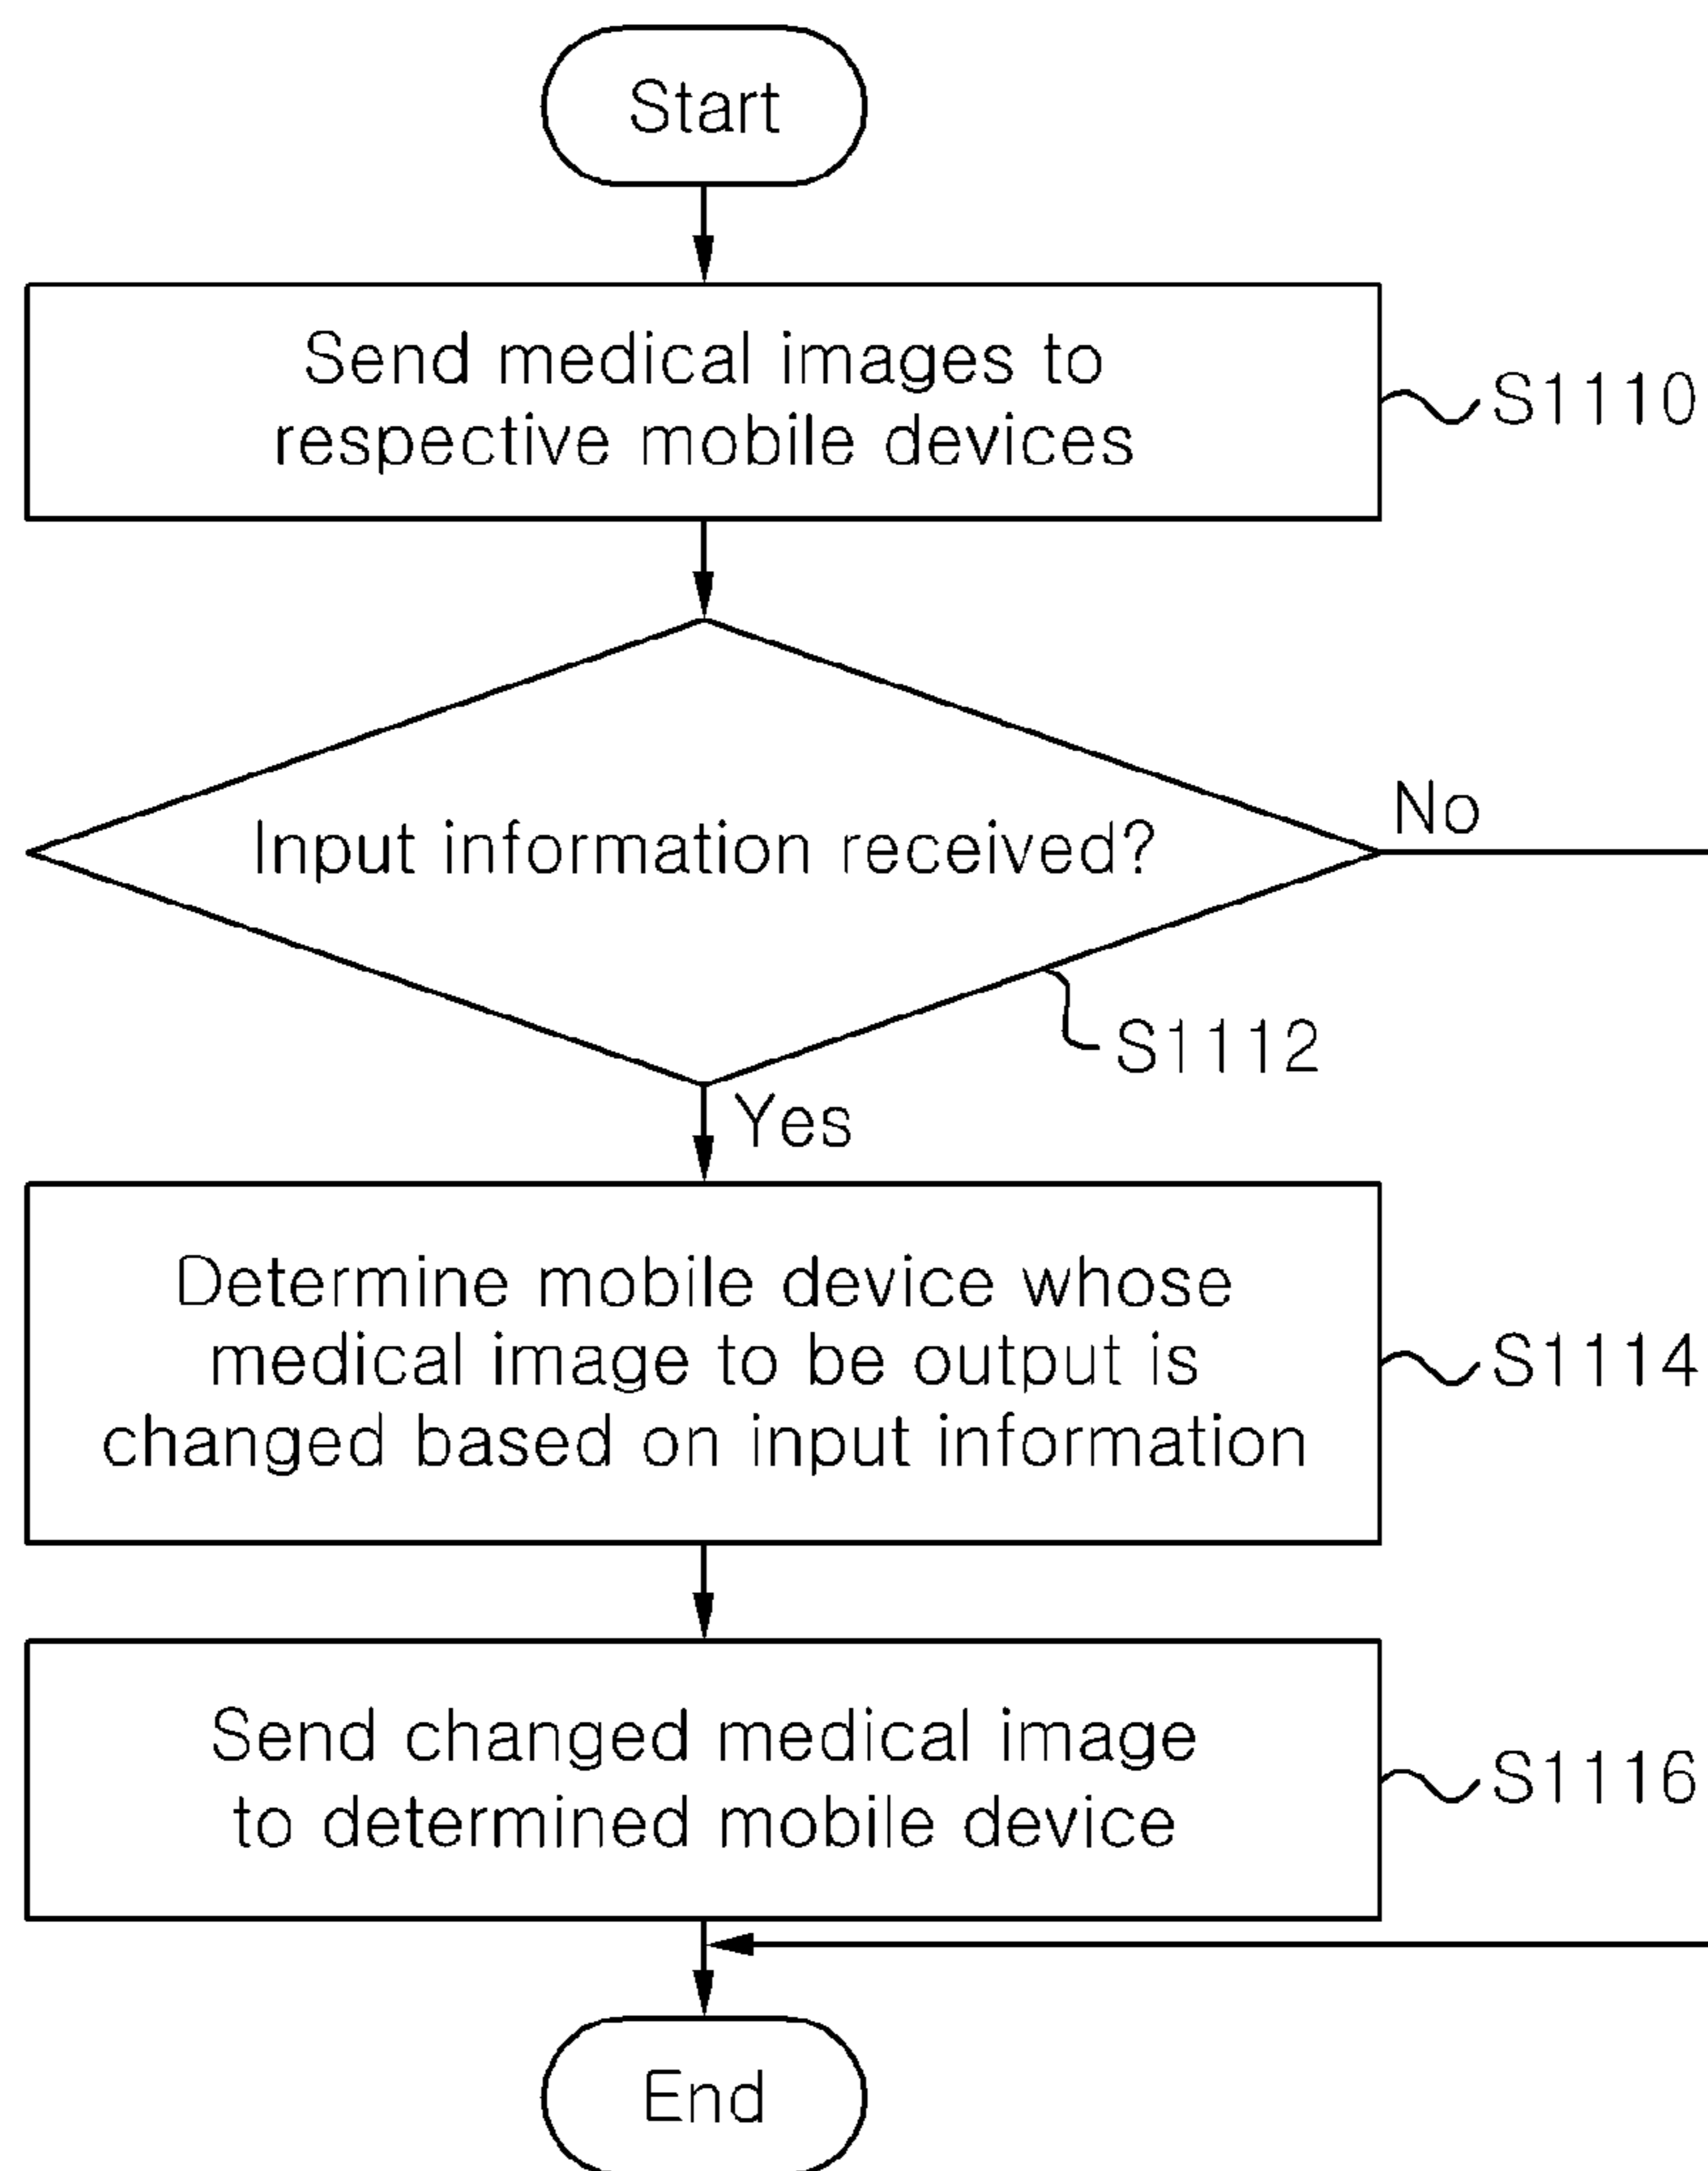 Start
Send medical images to
respective mobile devices
S1110
Input information received?
No
S1112
Yes
Determine mobile device whose
medical image to be output is
changed based on input information
S1114
Send changed medical image
to determined mobile device
S1116
End